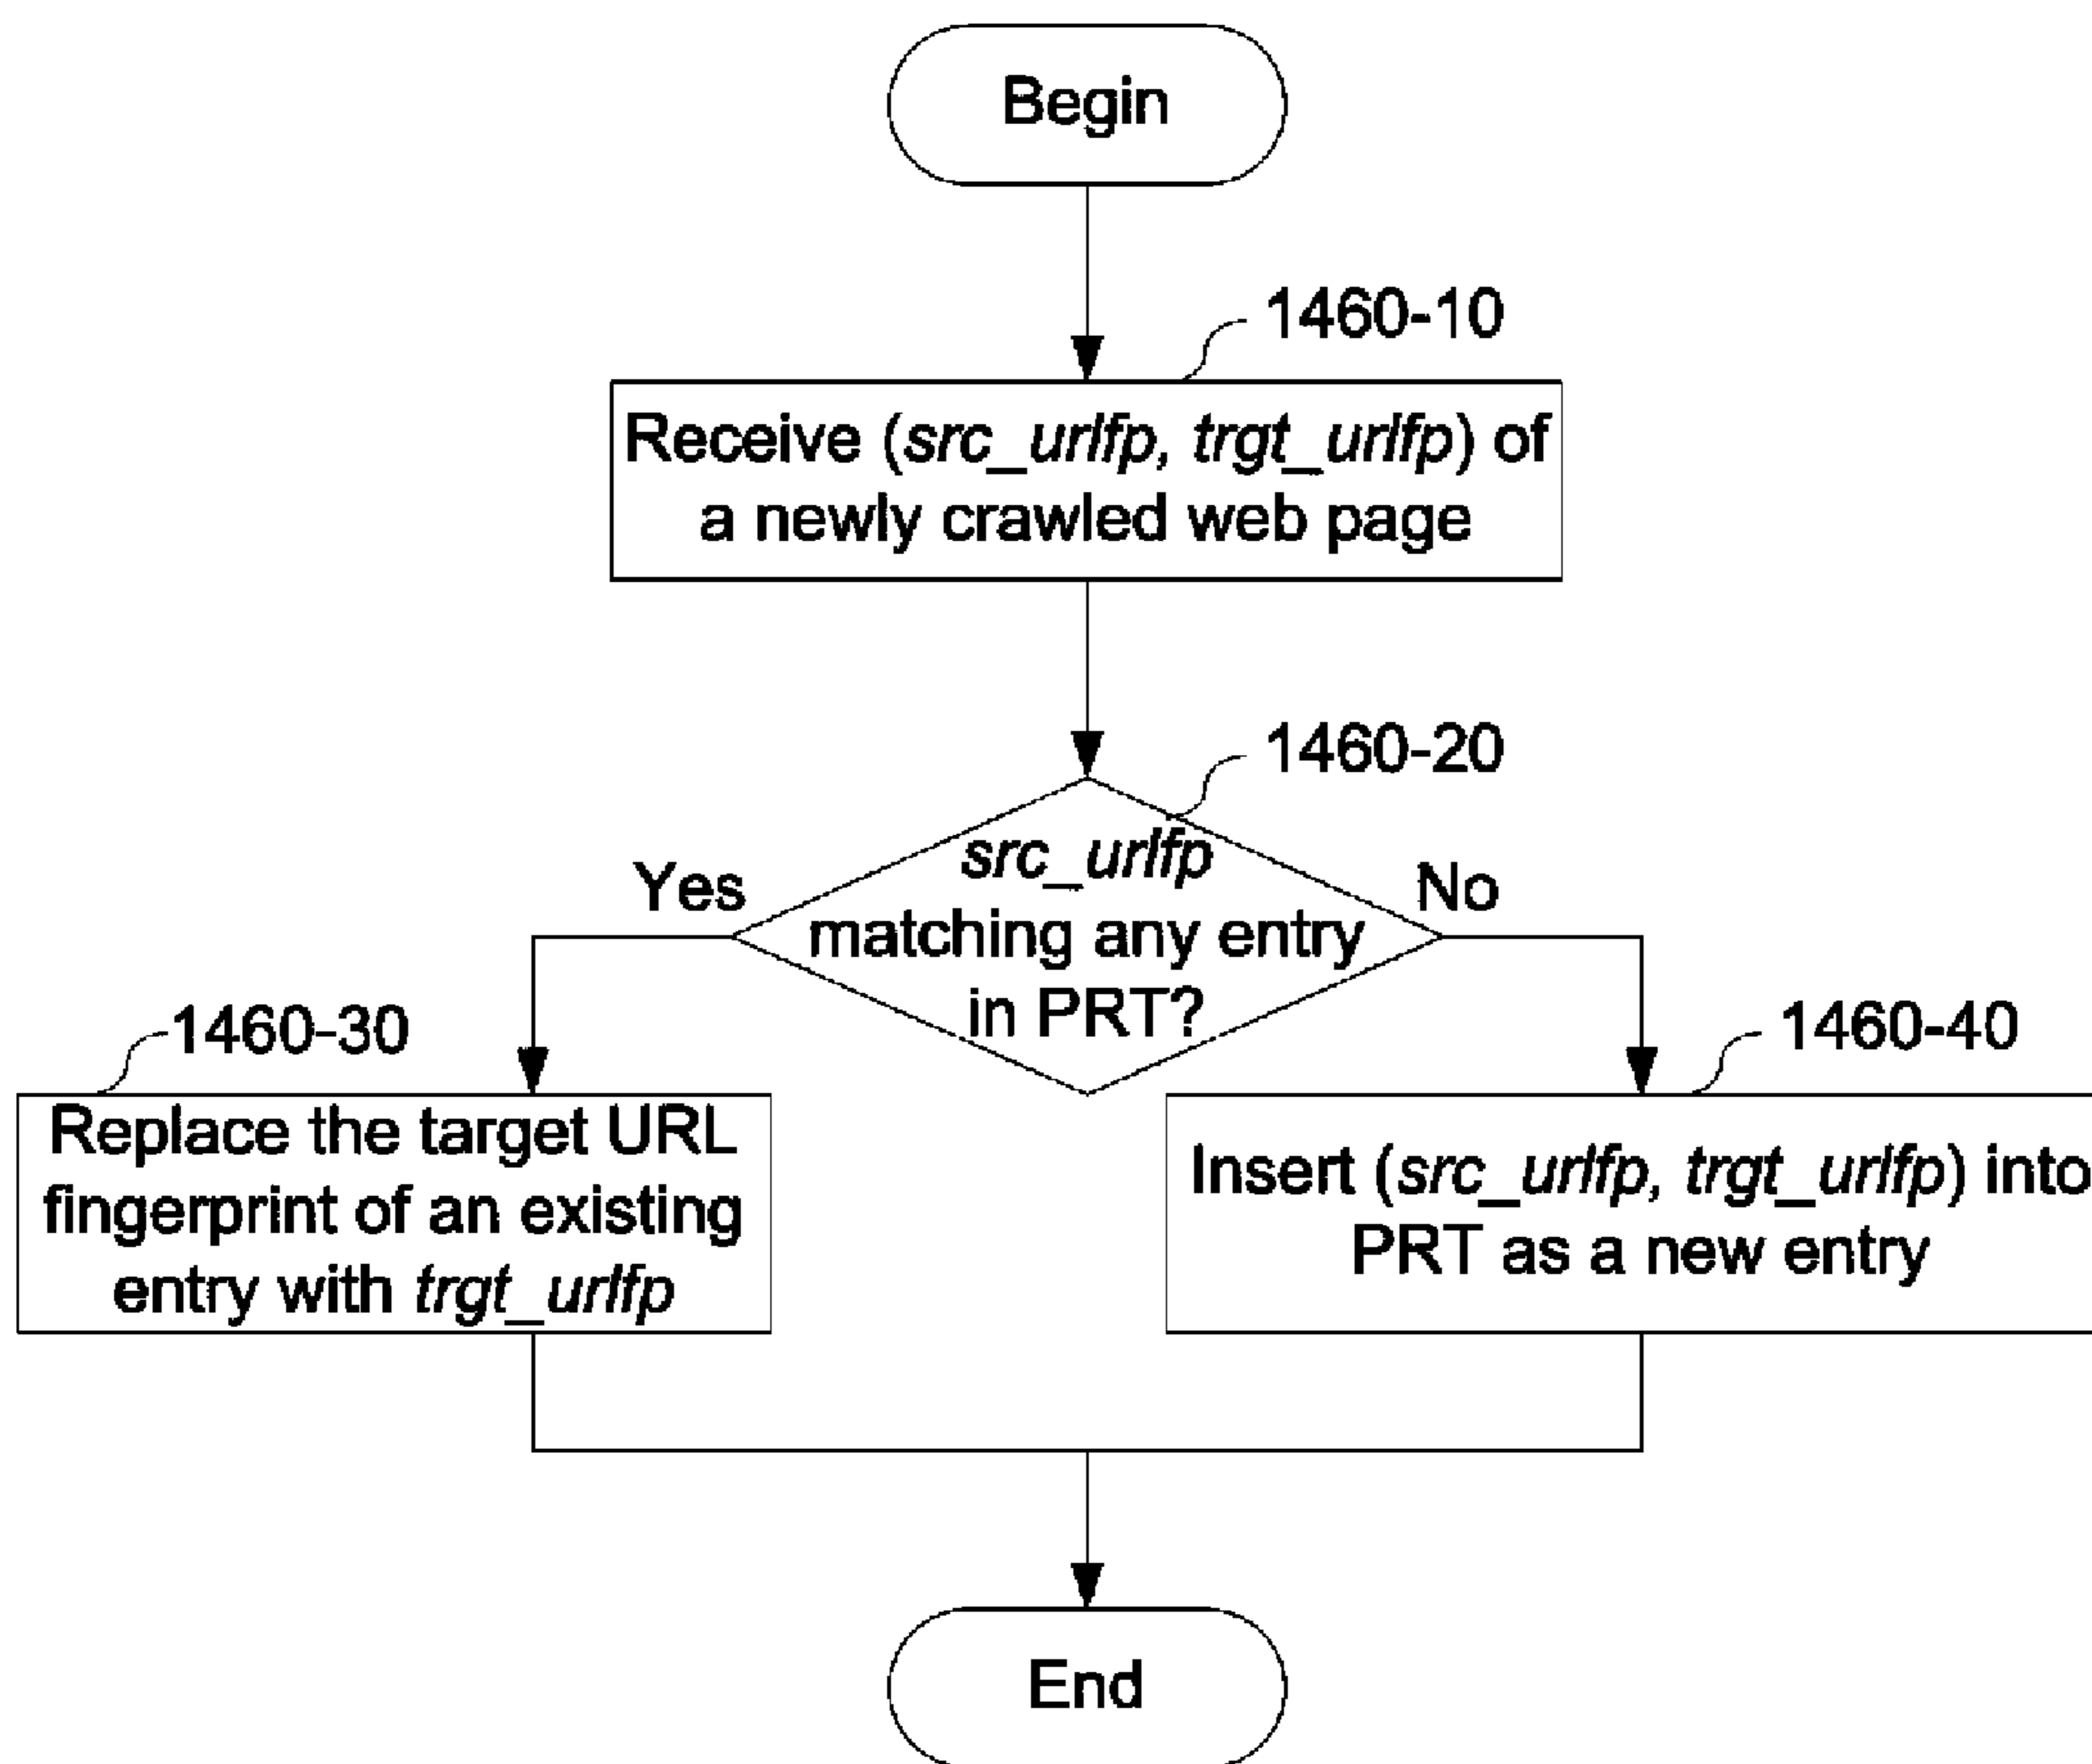 Begin
1460-10
Receive (src_urlfp, trgt_urlfp) of
a newly crawled web page
1460-20
src_urlfp
matching any entry
in PRT?
Yes
No
1460-30
Replace the target URL
fingerprint of an existing
entry with trgt_urlfp
1460-40
Insert (src_urlfp, trgt_urlfp) into
PRT as a new entry
End